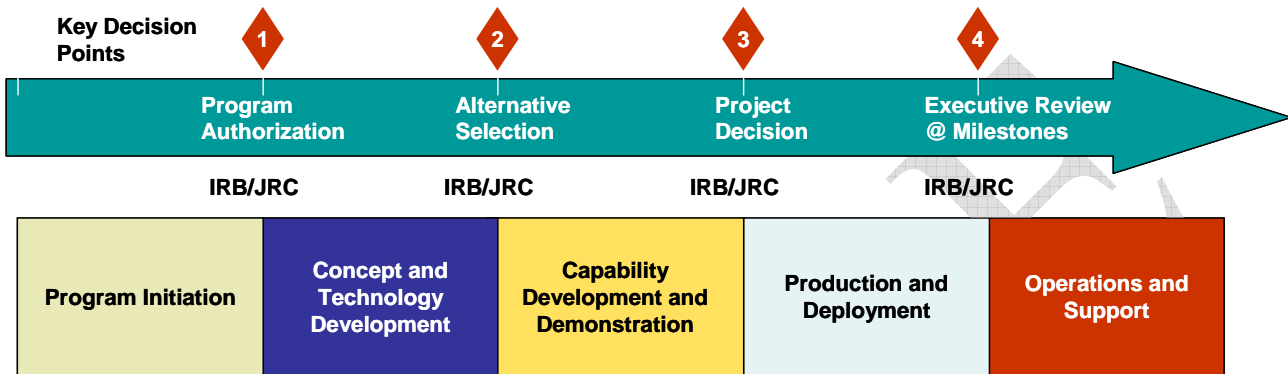 Key Decision
Points
1
2
3
4
Program
Authorization
Alternative
Selection
Project
Decision
Executive Review
@ Milestones
IRB/JRC
IRB/JRC
IRB/JRC
IRB/JRC
Program Initiation
Concept and
Technology
Development
Capability
Development and
Demonstration
Production and
Deployment
Operations and
Support